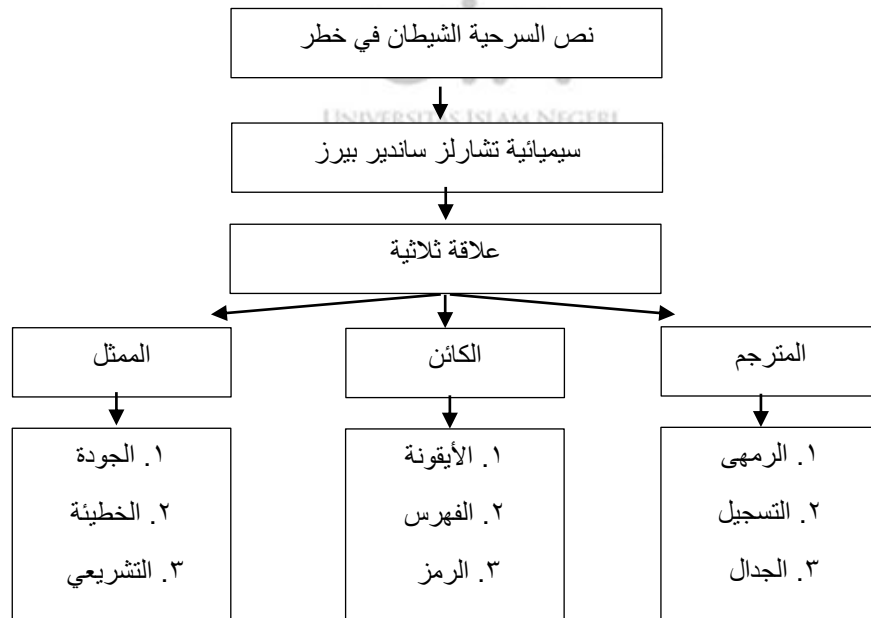 نص السرحية الشيطان في خطر
UNIVERSITAS ISLAM NEGERI
سيميائية تشارلز ساندير بيرز
علاقة ثلاثية
المترجم
الكائن
الممثل
١. الرمهى
٢. التسجيل
٣. الجدال
١. الأيقونة
٢. الفهرس
٣. الرمز
١. الجودة
٢. الخطيئة
٣. التشريعي